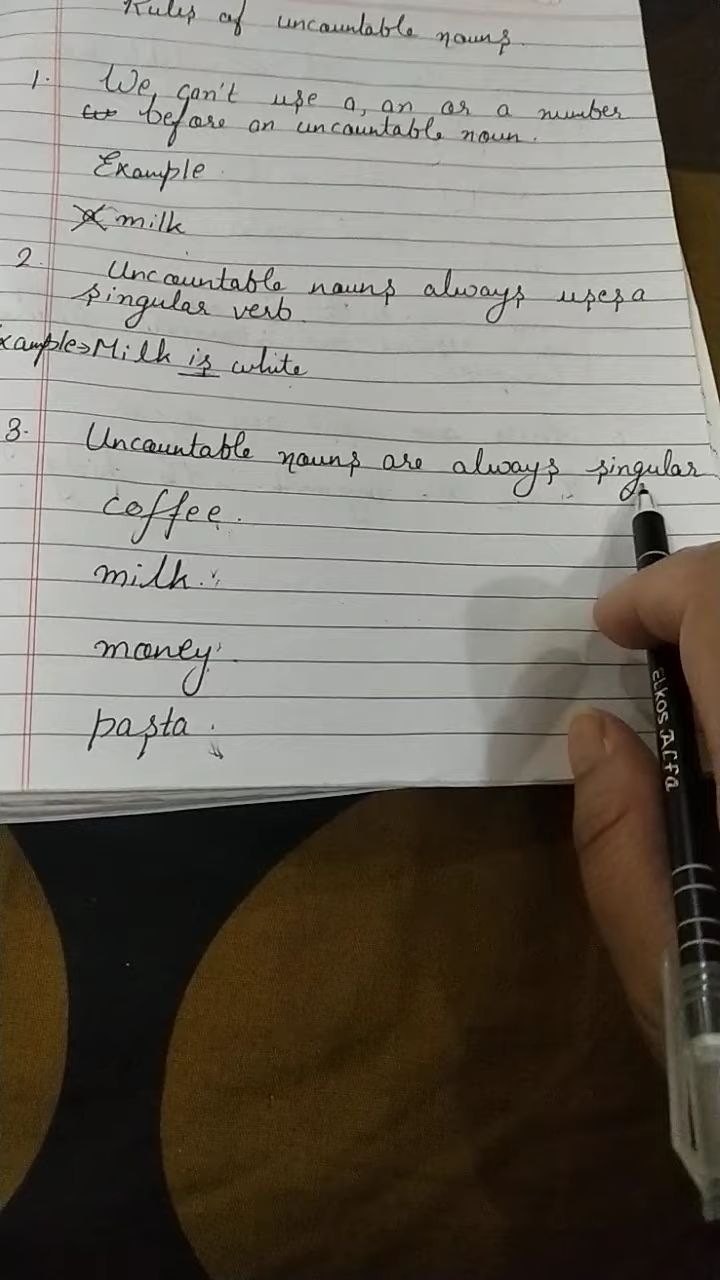 Rules of uncountable nouns.
1. We can't use a, an or a number
before an uncountable noun.
Example
a milk
2. Uncountable nouns always uses a
singular verb
xample→Milk is white
3. Uncountable nouns are always singular
coffee.
milk.
money.
pasta.
ELKOS ALFa